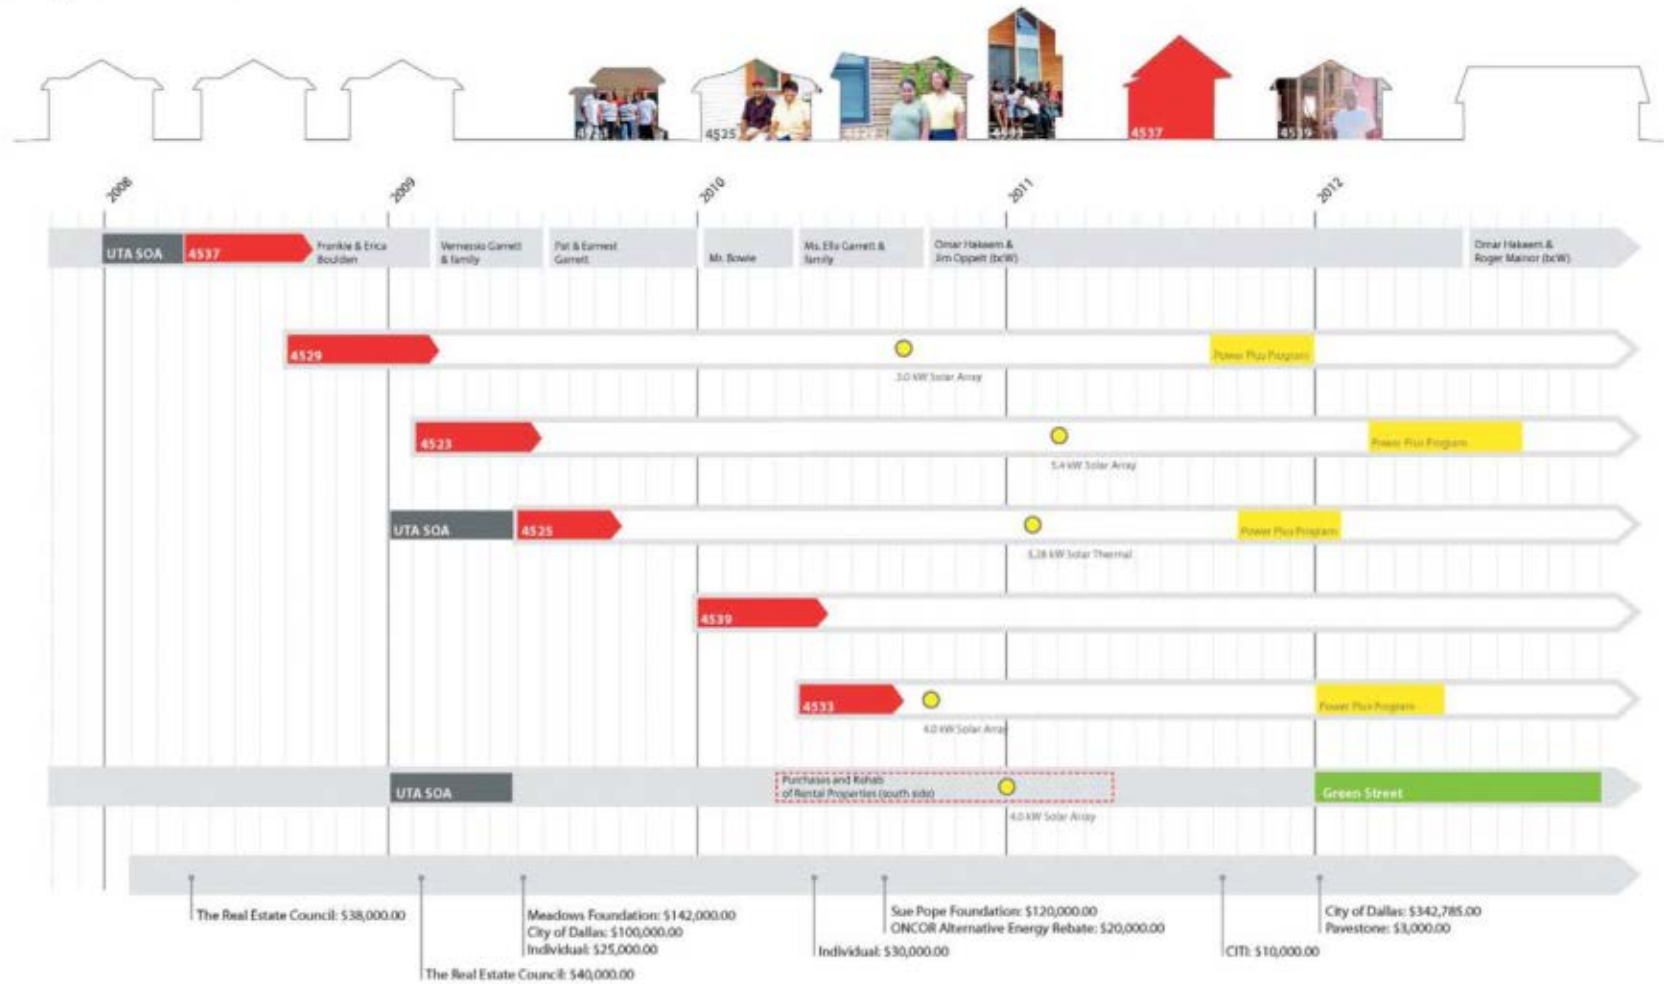 4525
4533
4537
4539
2008
2009
2010
2011
2012
UTA SOA
4537
Frankie & Erica
Boulden
Vernessia Garrett
& family
Pat & Earnest
Garrett
Mr. Bowie
Ms. Ella Garrett &
family
Omar Hakeem &
Jim Oppelt (bcW)
Omar Hakeem &
Roger Mainor (bcW)
4529
3.0 kW Solar Array
Power Plus Program
4523
5.4 kW Solar Array
Power Plus Program
UTA SOA
4525
5.28 kW Solar Thermal
Power Plus Program
4539
4533
4.0 kW Solar Array
Power Plus Program
UTA SOA
Purchases and Rehab
of Rental Properties (south side)
4.0 kW Solar Array
Green Street
The Real Estate Council: $38,000.00
The Real Estate Council: $40,000.00
Meadows Foundation: $142,000.00
City of Dallas: $100,000.00
Individual: $25,000.00
Individual: $30,000.00
Sue Pope Foundation: $120,000.00
ONCOR Alternative Energy Rebate: $20,000.00
CITI: $10,000.00
City of Dallas: $342,785.00
Pavestone: $3,000.00